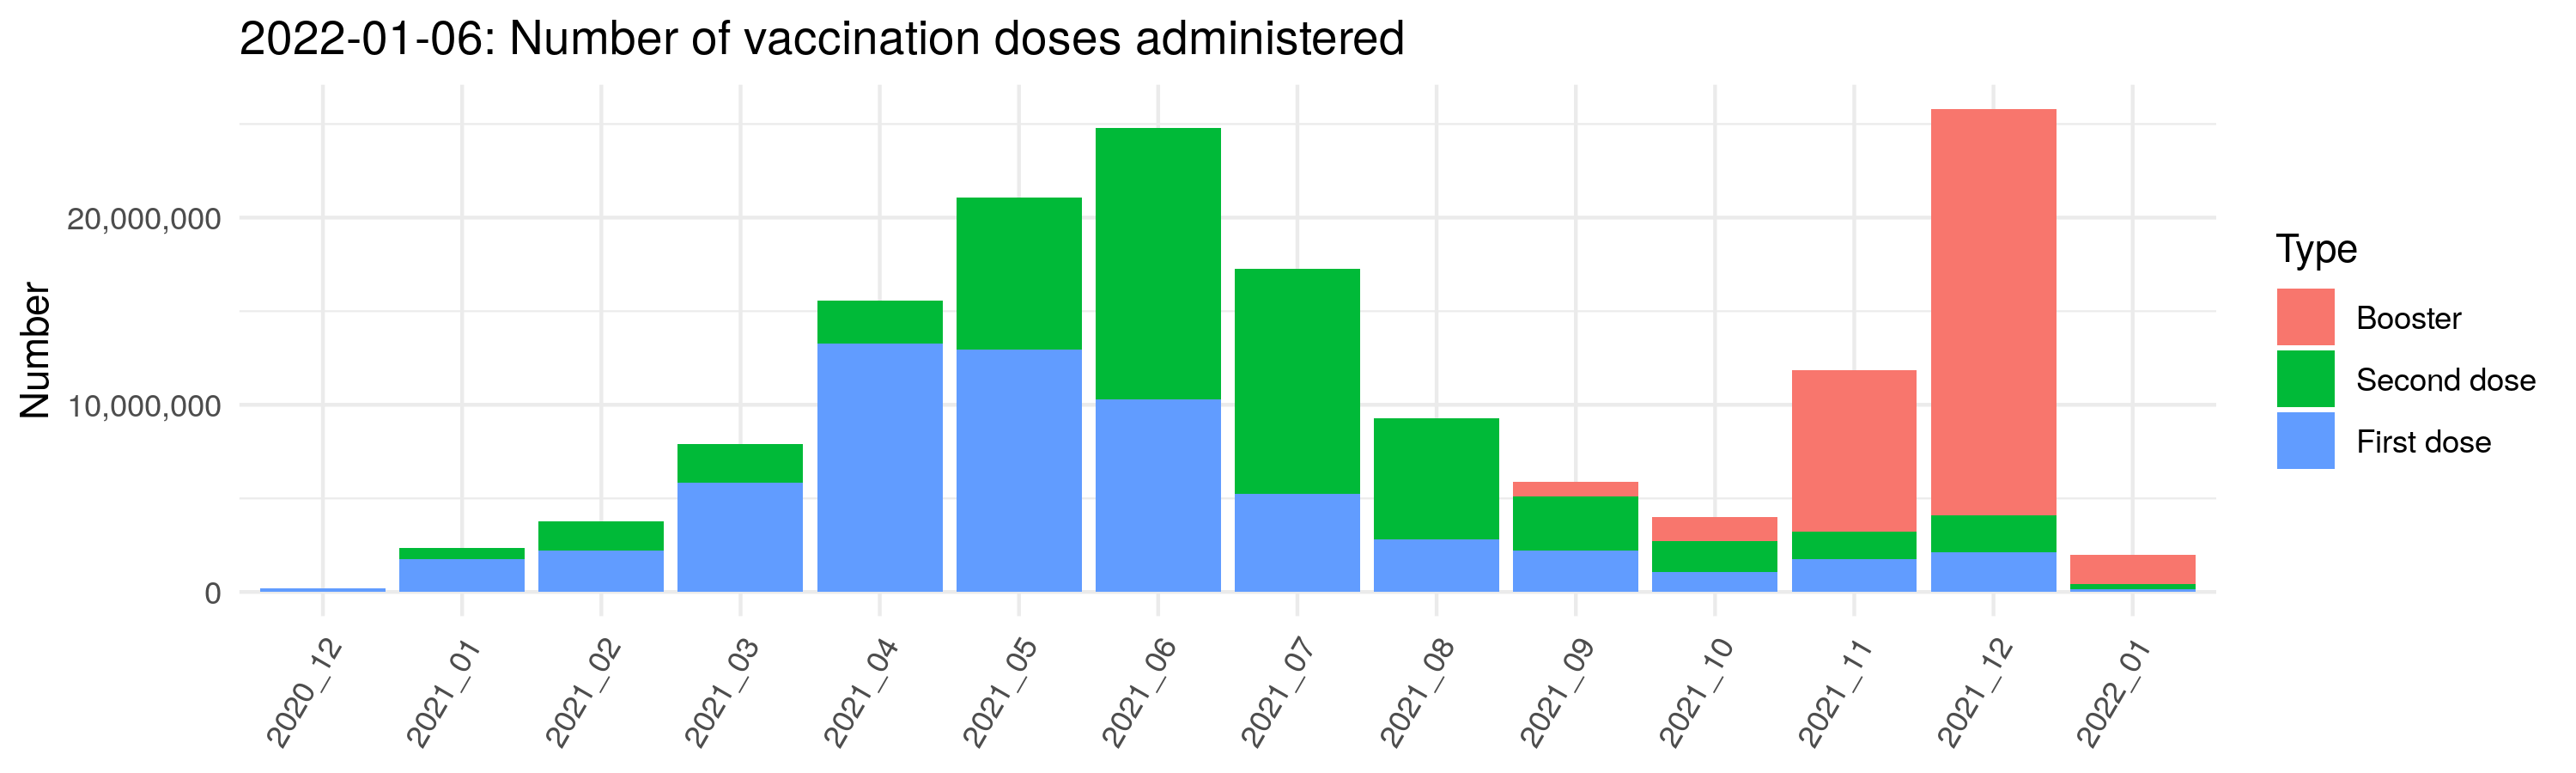 2022-01-06: Number of vaccination doses administered
Number
20,000,000
10,000,000
0
2020_12
2021_01
2021_02
2021_03
2021_04
2021_05
2021_06
2021_07
2021_08
2021_09
2021_10
2021_11
2021_12
2022_01
Type
Booster
Second dose
First dose